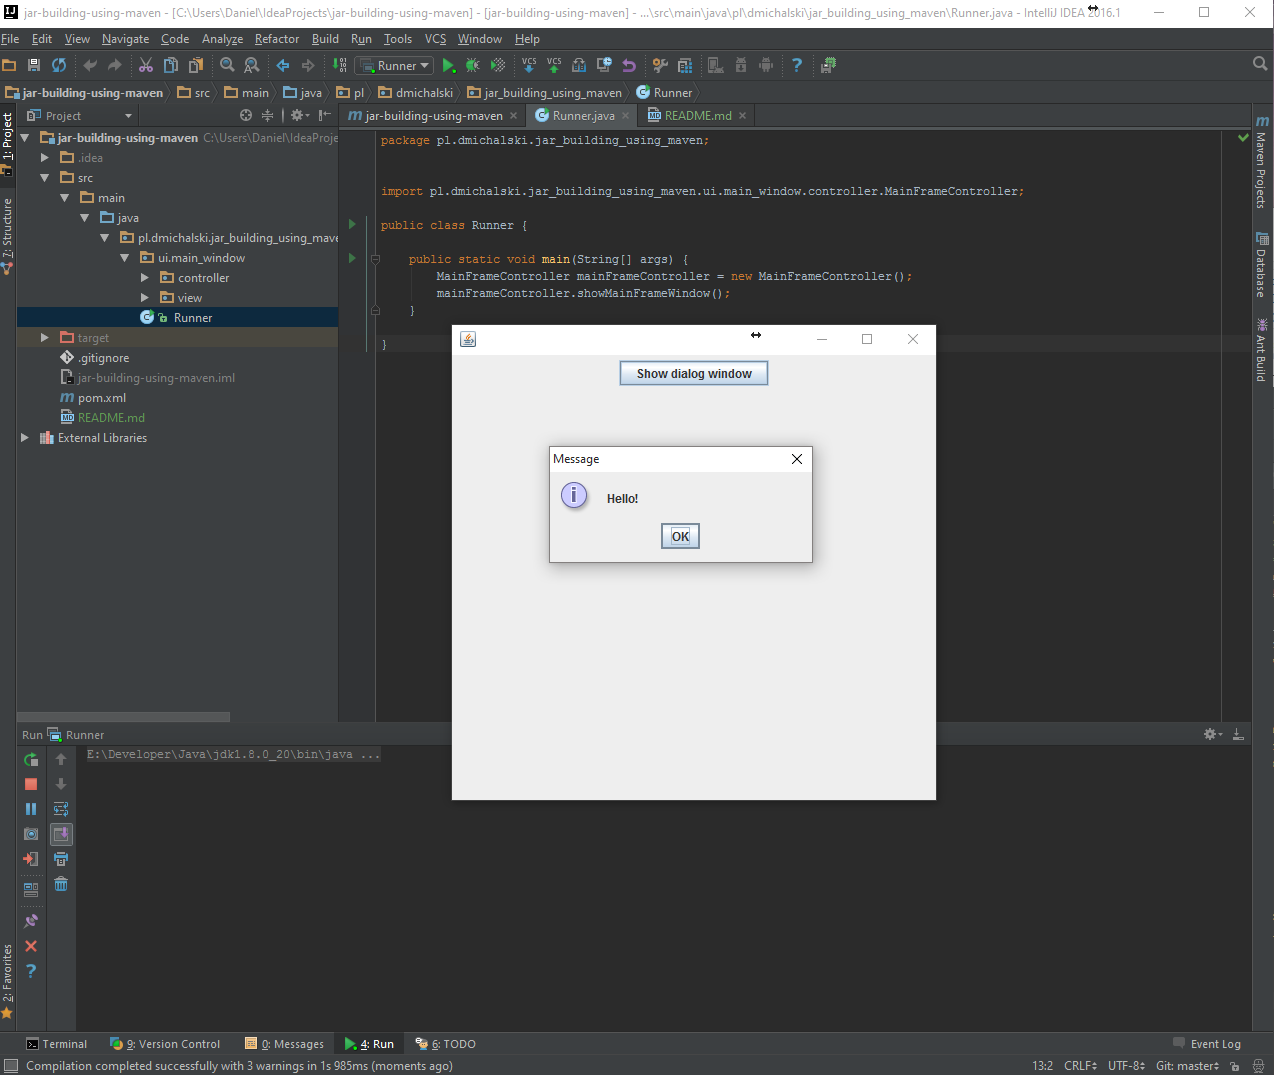 jar-building-using-maven - [C:\Users\Daniel\IdeaProjects\jar-building-using-maven] - [jar-building-using-maven] - ...\src\main\java\pl\dmichalski\jar_building_using_maven\Runner.java - IntelliJ IDEA 2016.1
File Edit View Navigate Code Analyze Refactor Build Run Tools VCS Window Help
Runner
VCS VCS
jar-building-using-maven src main java pl dmichalski jar_building_using_maven Runner
1: Project
7: Structure
2: Favorites
Project
jar-building-using-maven C:\Users\Daniel\IdeaProje
.idea
src
main
java
pl.dmichalski.jar_building_using_mave
ui.main_window
controller
view
Runner
target
.gitignore
jar-building-using-maven.iml
pom.xml
README.md
External Libraries
jar-building-using-maven Runner.java README.md
package pl.dmichalski.jar_building_using_maven;
import pl.dmichalski.jar_building_using_maven.ui.main_window.controller.MainFrameController;
public class Runner {
public static void main(String[] args) {
MainFrameController mainFrameController = new MainFrameController();
mainFrameController.showMainFrameWindow();
}
}
Show dialog window
Message
Hello!
OK
Maven Projects
Database
Ant Build
Run Runner
E:\Developer\Java\jdk1.8.0_20\bin\java ...
Terminal 9: Version Control 0: Messages 4: Run 6: TODO Event Log
Compilation completed successfully with 3 warnings in 1s 985ms (moments ago) 13:2 CRLF UTF-8 Git: master